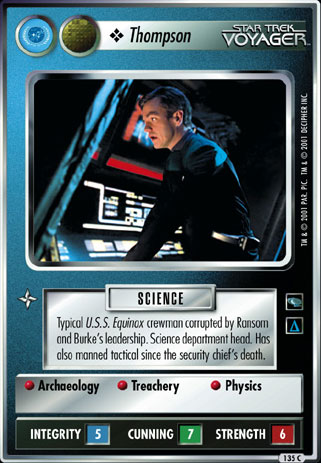 ❖ Thompson
STAR TREK
VOYAGER
TM & © 2001 PAR. PIC. TM & © 2001 DECIPHER INC.
SCIENCE
Typical U.S.S. Equinox crewman corrupted by Ransom
and Burke's leadership. Science department head. Has
also manned tactical since the security chief's death.
Archaeology Treachery Physics
INTEGRITY 5 CUNNING 7 STRENGTH 6
135 C